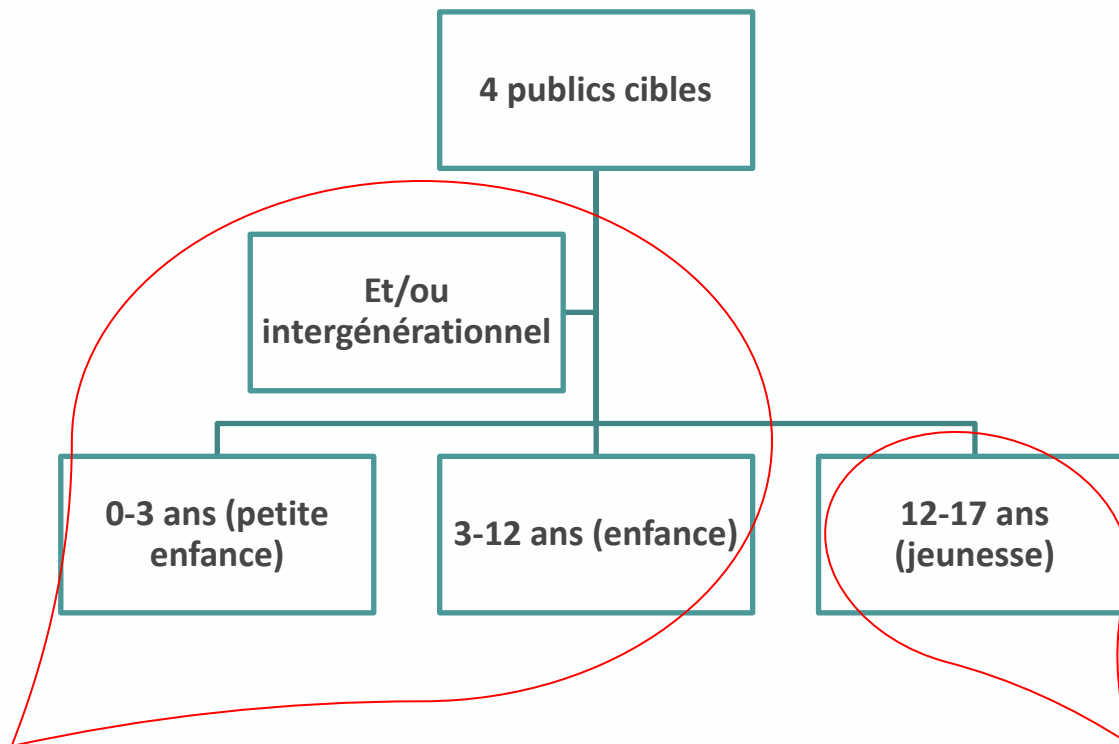 4 publics cibles
Et/ou
intergénérationnel
0-3 ans (petite
enfance)
3-12 ans (enfance)
12-17 ans
(jeunesse)